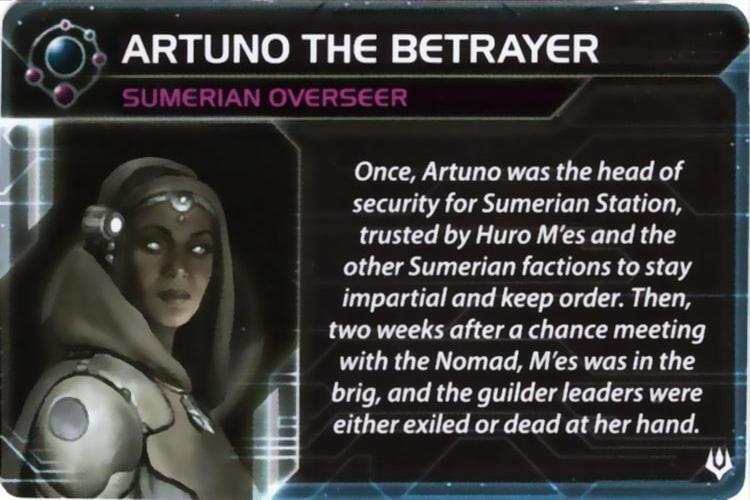 ARTUNO THE BETRAYER
SUMERIAN OVERSEER
Once, Artuno was the head of
security for Sumerian Station,
trusted by Huro M'es and the
other Sumerian factions to stay
impartial and keep order. Then,
two weeks after a chance meeting
with the Nomad, M'es was in the
brig, and the guilder leaders were
either exiled or dead at her hand.